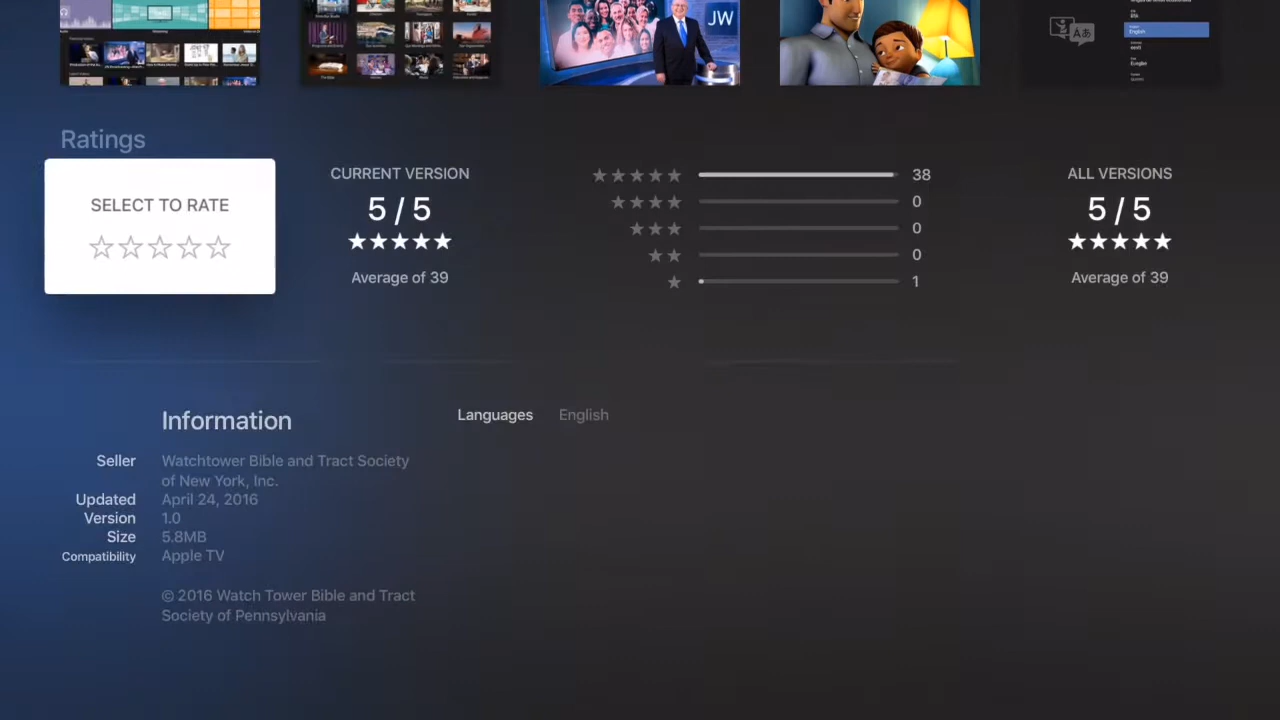 JW
English
Ratings
SELECT TO RATE
CURRENT VERSION
5 / 5
Average of 39
38
0
0
0
1
ALL VERSIONS
5 / 5
Average of 39
Information
Seller Watchtower Bible and Tract Society
of New York, Inc.
Updated April 24, 2016
Version 1.0
Size 5.8MB
Compatibility Apple TV
© 2016 Watch Tower Bible and Tract
Society of Pennsylvania
Languages English